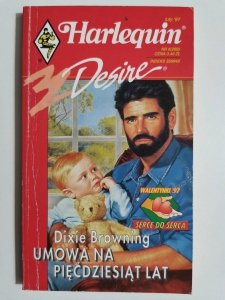 Harlequin
Desire
WALENTYNKI '97
SERCE DO SERCA
Dixie Browning
UMOWA NA
PIĘĆDZIESIĄT LAT